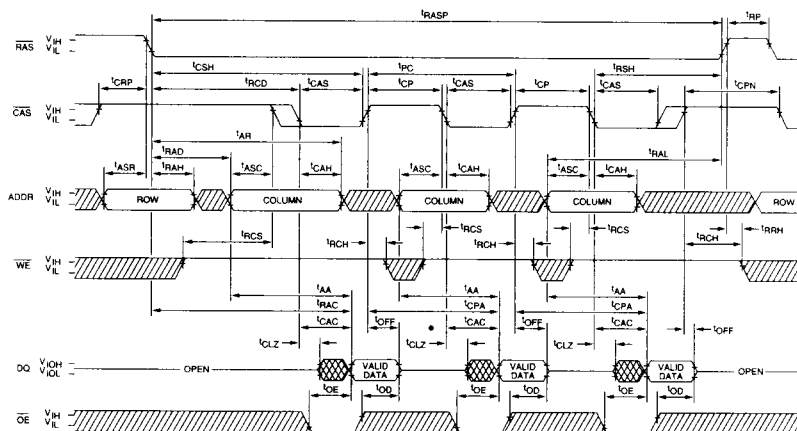 tRASP tRP
RAS VIH
VIL
tCSH tPC tRSH
tCRP tRCD tCAS tCP tCAS tCP tCAS tCPN
CAS VIH
VIL
tAR
tRAD tRAL
tASR tRAH tASC tCAH tASC tCAH tASC tCAH
ADDR VIH
VIL
ROW COLUMN COLUMN COLUMN ROW
tRCS tRCH tRCS tRCH tRCS tRCH tRRH
WE VIH
VIL
tAA tAA tAA
tRAC tCPA tCPA
tCAC tOFF tCAC tOFF tCAC tOFF
tCLZ tCLZ tCLZ
DQ VIOH
VIOL
OPEN VALID DATA VALID DATA VALID DATA OPEN
tOE tOD tOE tOD tOE tOD
OE VIH
VIL